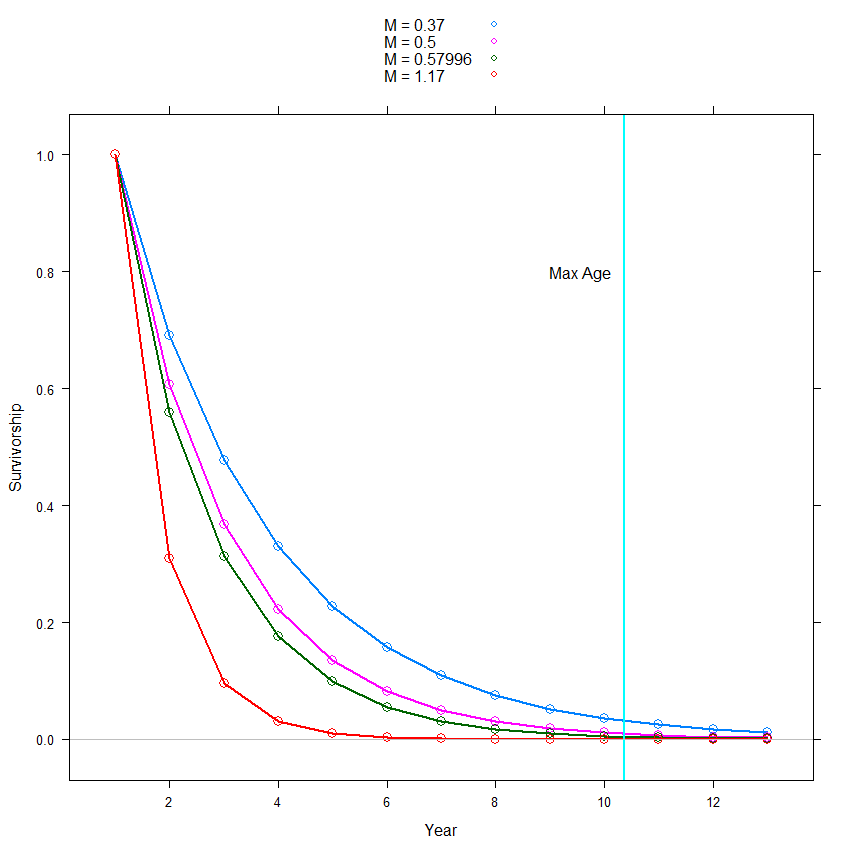 M = 0.37
M = 0.5
M = 0.57996
M = 1.17
1.0
0.8
0.6
0.4
0.2
0.0
Survivorship
Max Age
2 4 6 8 10 12
Year